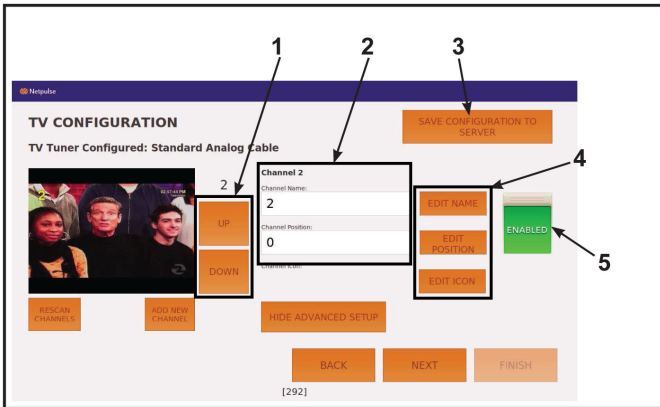 1
2
3
Netpulse
TV CONFIGURATION
SAVE CONFIGURATION TO
SERVER
TV Tuner Configured: Standard Analog Cable
4
2
Channel 2
Channel Name:
2
EDIT NAME
UP
ENABLED
Channel Position:
0
EDIT
POSITION
5
DOWN
Channel Icon:
EDIT ICON
RESCAN
CHANNELS
ADD NEW
CHANNEL
HIDE ADVANCED SETUP
BACK
NEXT
FINISH
[292]